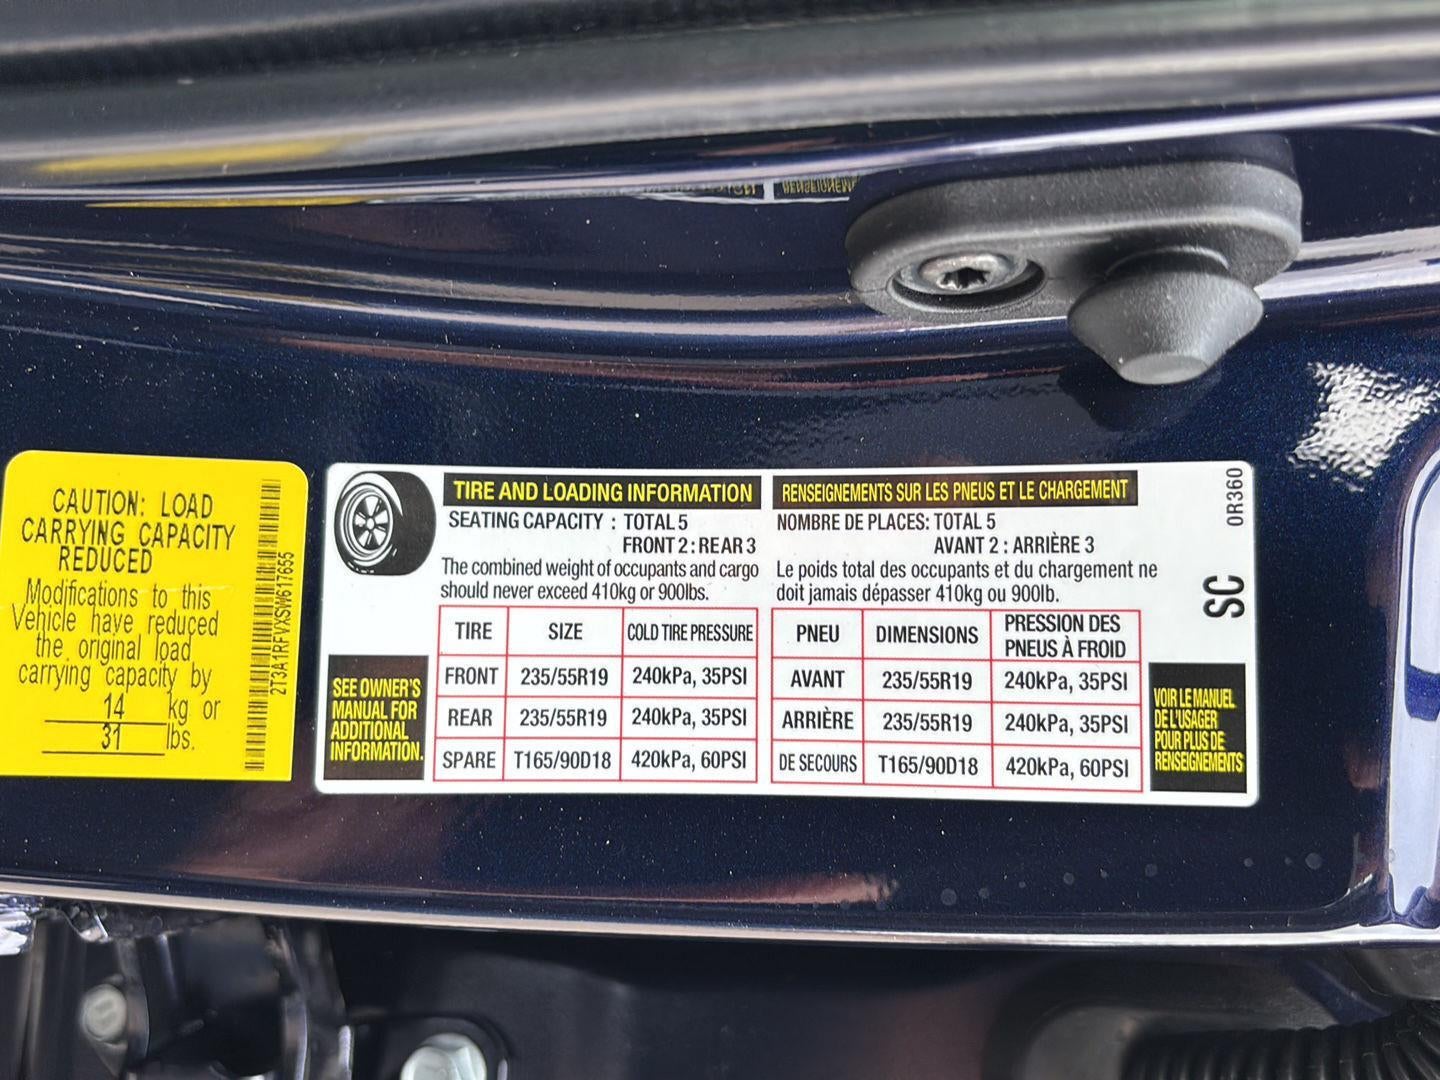 CAUTION: LOAD
CARRYING CAPACITY
REDUCED
Modifications to this
Vehicle have reduced
the original load
carrying capacity by
14 kg or
31 lbs.
2T3A1RFVXSW617655
TIRE AND LOADING INFORMATION
SEATING CAPACITY : TOTAL 5
FRONT 2 : REAR 3
The combined weight of occupants and cargo
should never exceed 410kg or 900lbs.
TIRE SIZE COLD TIRE PRESSURE
FRONT 235/55R19 240kPa, 35PSI
REAR 235/55R19 240kPa, 35PSI
SPARE T165/90D18 420kPa, 60PSI
SEE OWNER'S
MANUAL FOR
ADDITIONAL
INFORMATION.
RENSEIGNEMENTS SUR LES PNEUS ET LE CHARGEMENT
NOMBRE DE PLACES: TOTAL 5
AVANT 2 : ARRIÈRE 3
Le poids total des occupants et du chargement ne
doit jamais dépasser 410kg ou 900lb.
PNEU DIMENSIONS PRESSION DES
PNEUS À FROID
AVANT 235/55R19 240kPa, 35PSI
ARRIÈRE 235/55R19 240kPa, 35PSI
DE SECOURS T165/90D18 420kPa, 60PSI
VOIR LE MANUEL
DE L'USAGER
POUR PLUS DE
RENSEIGNEMENTS
0R360
SC